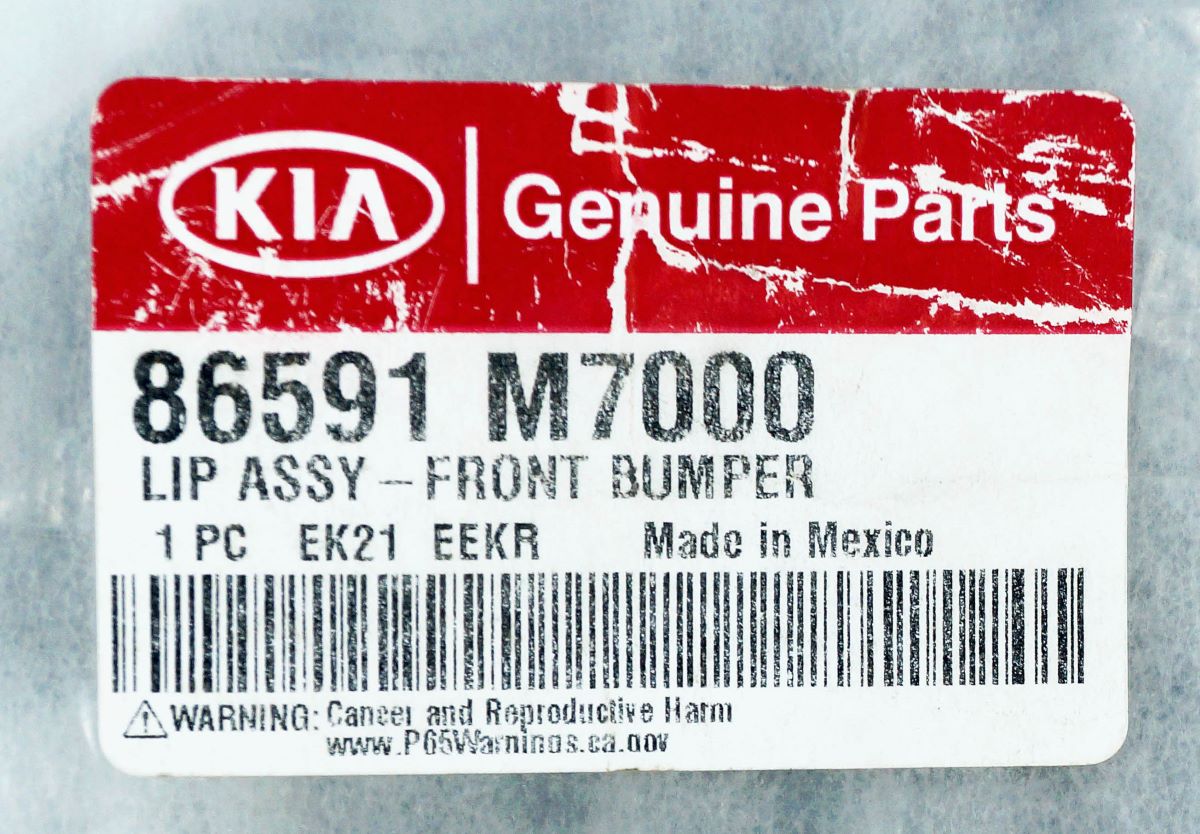 KIA Genuine Parts
86591 M7000
LIP ASSY – FRONT BUMPER
1 PC EK21 EEKR Made in Mexico
WARNING: Cancer and Reproductive Harm
www.P65Warnings.ca.gov